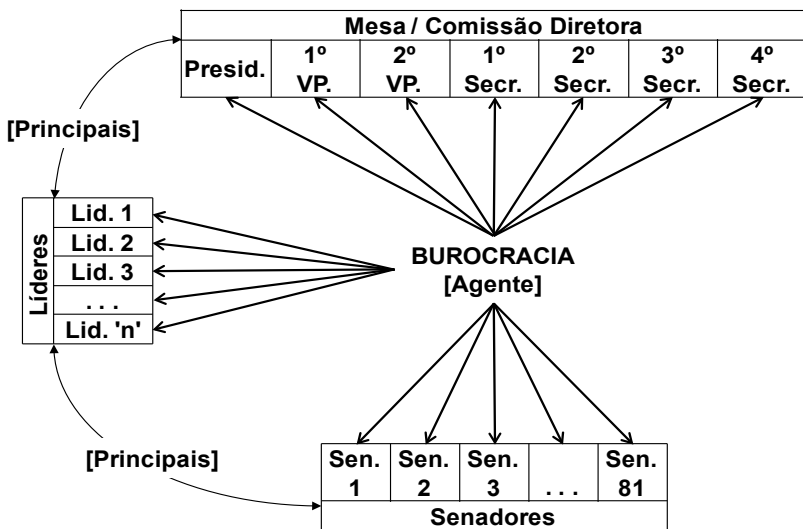 Mesa / Comissão Diretora
Presid.
1º
VP.
2º
VP.
1º
Secr.
2º
Secr.
3º
Secr.
4º
Secr.
[Principais]
Líderes
Lid. 1
Lid. 2
Lid. 3
. . .
Lid. 'n'
BUROCRACIA
[Agente]
[Principais]
Sen.
1
Sen.
2
Sen.
3
. . .
Sen.
81
Senadores